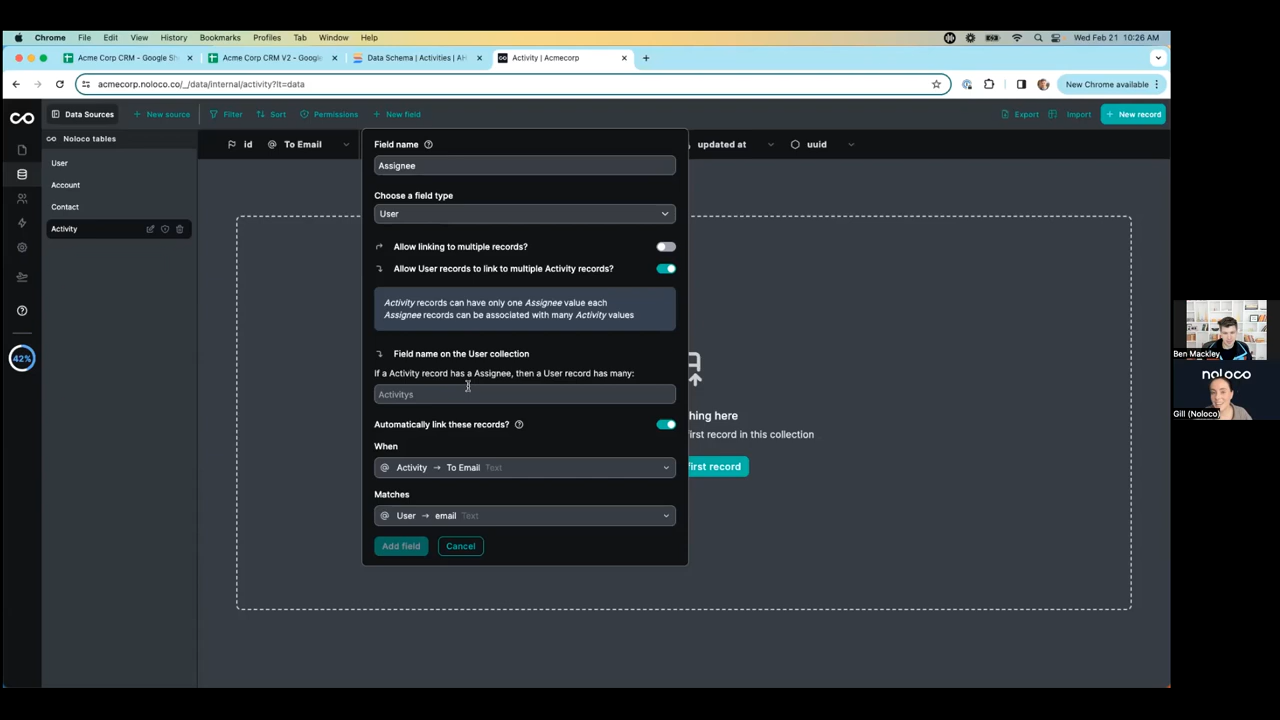 Chrome File Edit View History Bookmarks Profiles Tab Window Help Wed Feb 21 10:26 AM
Acme Corp CRM - Google Sh Acme Corp CRM V2 - Google Data Schema | Activities | AH Activity | Acmecorp
acmecorp.noloco.co/_/data/internal/activity?lt=data New Chrome available
Data Sources New source Filter Sort Permissions New field Export Import New record
Noloco tables
User
Account
Contact
Activity
42%
id To Email updated at uuid
Field name
Assignee
Choose a field type
User
Allow linking to multiple records?
Allow User records to link to multiple Activity records?
Activity records can have only one Assignee value each
Assignee records can be associated with many Activity values
Field name on the User collection
If a Activity record has a Assignee, then a User record has many:
Activitys
Automatically link these records?
When
Activity → To Email Text
Matches
User → email Text
Add field Cancel
hing here
rst record in this collection
first record
Ben Mackley
noloco
Gill (Noloco)